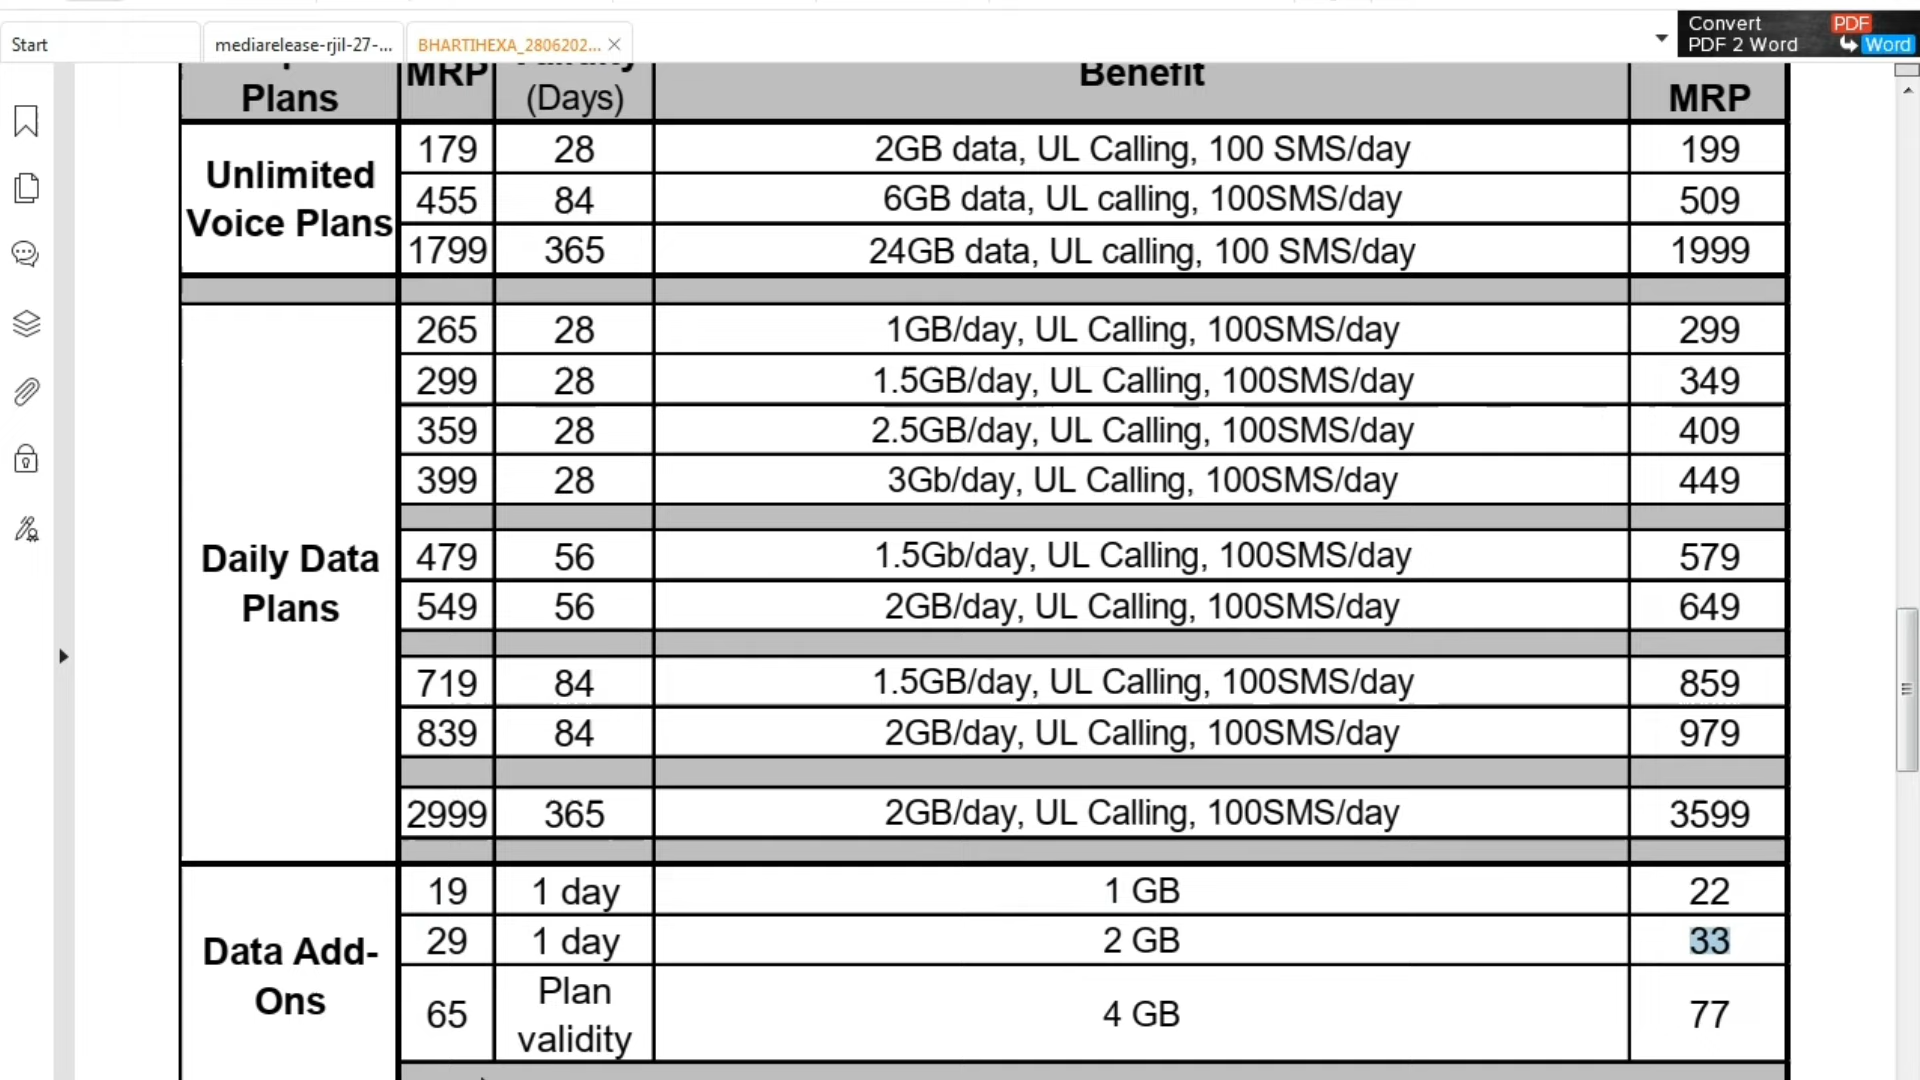 Start
mediarelease-rjil-27-...
BHARTIHEXA_2806202...
Convert PDF
PDF 2 Word Word
Plans MRP (Days) Benefit MRP
Unlimited Voice Plans
179 28 2GB data, UL Calling, 100 SMS/day 199
455 84 6GB data, UL calling, 100SMS/day 509
1799 365 24GB data, UL calling, 100 SMS/day 1999
Daily Data Plans
265 28 1GB/day, UL Calling, 100SMS/day 299
299 28 1.5GB/day, UL Calling, 100SMS/day 349
359 28 2.5GB/day, UL Calling, 100SMS/day 409
399 28 3Gb/day, UL Calling, 100SMS/day 449
479 56 1.5Gb/day, UL Calling, 100SMS/day 579
549 56 2GB/day, UL Calling, 100SMS/day 649
719 84 1.5GB/day, UL Calling, 100SMS/day 859
839 84 2GB/day, UL Calling, 100SMS/day 979
2999 365 2GB/day, UL Calling, 100SMS/day 3599
Data Add-Ons
19 1 day 1 GB 22
29 1 day 2 GB 33
65 Plan validity 4 GB 77